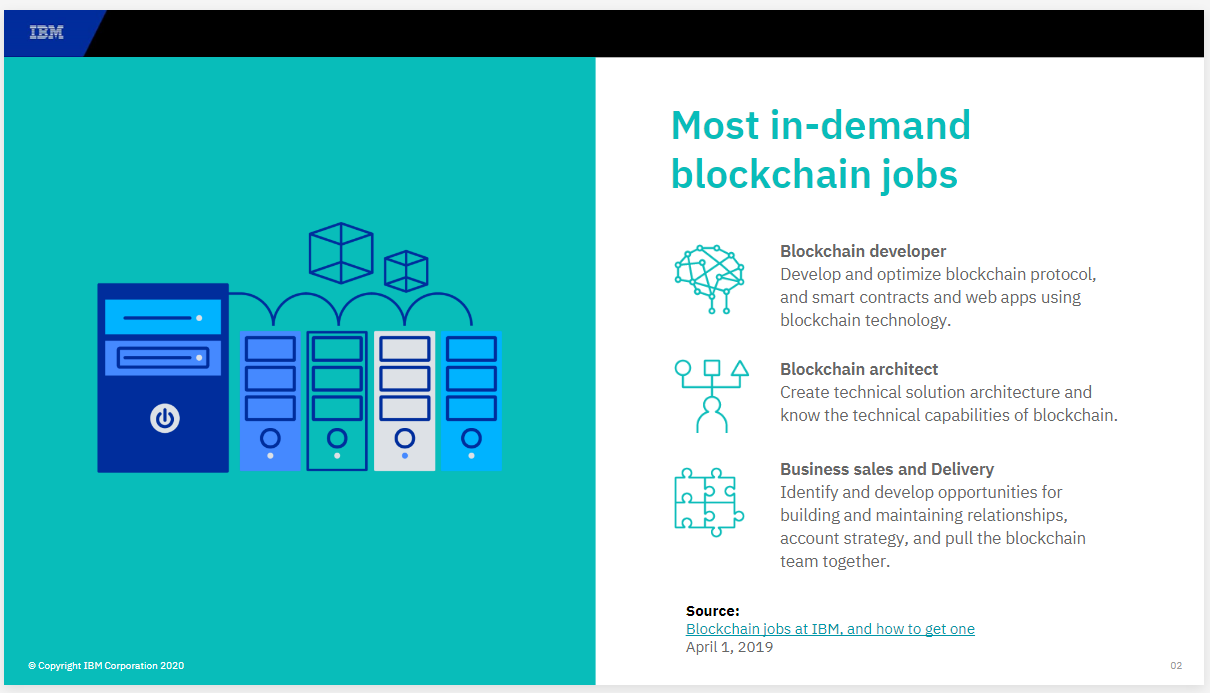 IBM
Most in-demand
blockchain jobs
Blockchain developer
Develop and optimize blockchain protocol,
and smart contracts and web apps using
blockchain technology.
Blockchain architect
Create technical solution architecture and
know the technical capabilities of blockchain.
Business sales and Delivery
Identify and develop opportunities for
building and maintaining relationships,
account strategy, and pull the blockchain
team together.
Source:
Blockchain jobs at IBM, and how to get one
April 1, 2019
© Copyright IBM Corporation 2020
02